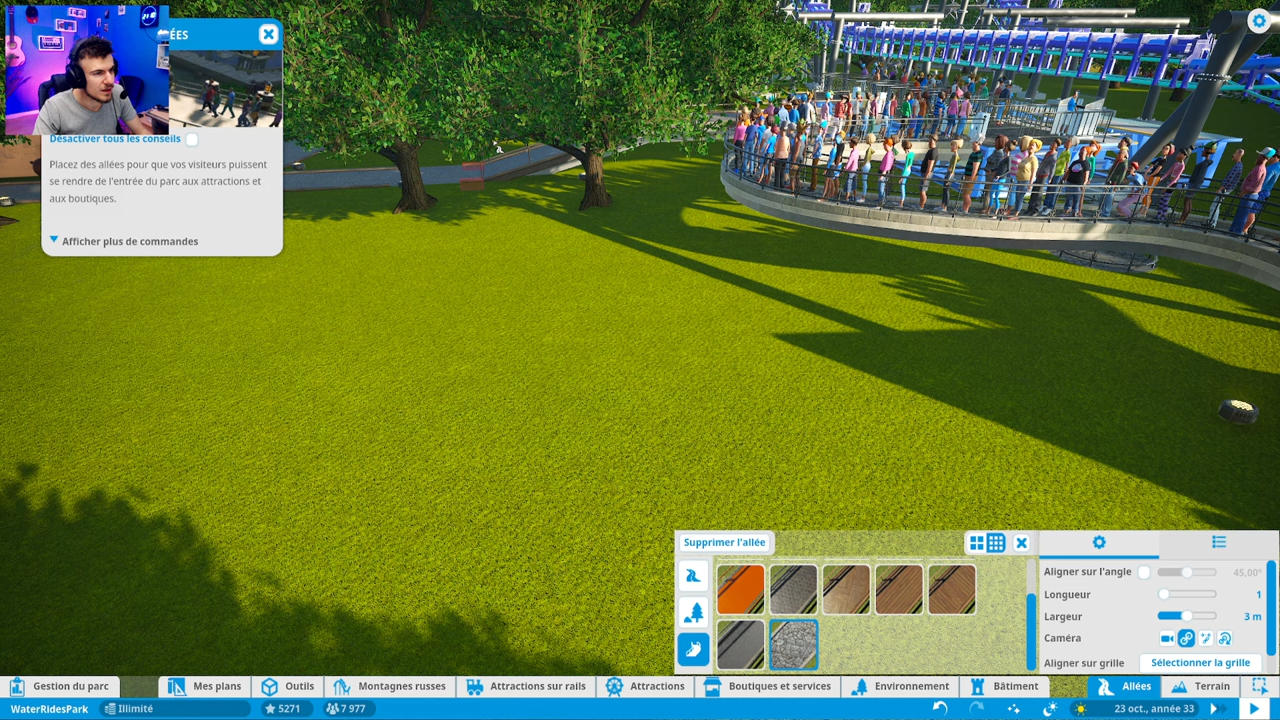 ÉES
Désactiver tous les conseils
Placez des allées pour que vos visiteurs puissent
se rendre de l'entrée du parc aux attractions et
aux boutiques.
Afficher plus de commandes
Supprimer l'allée
Aligner sur l'angle 45,00°
Longueur 1
Largeur 3 m
Caméra
Aligner sur grille Sélectionner la grille
Gestion du parc Mes plans Outils Montagnes russes Attractions sur rails Attractions Boutiques et services Environnement Bâtiment Allées Terrain
WaterRidesPark Illimité 5271 7 977 23 oct., année 33